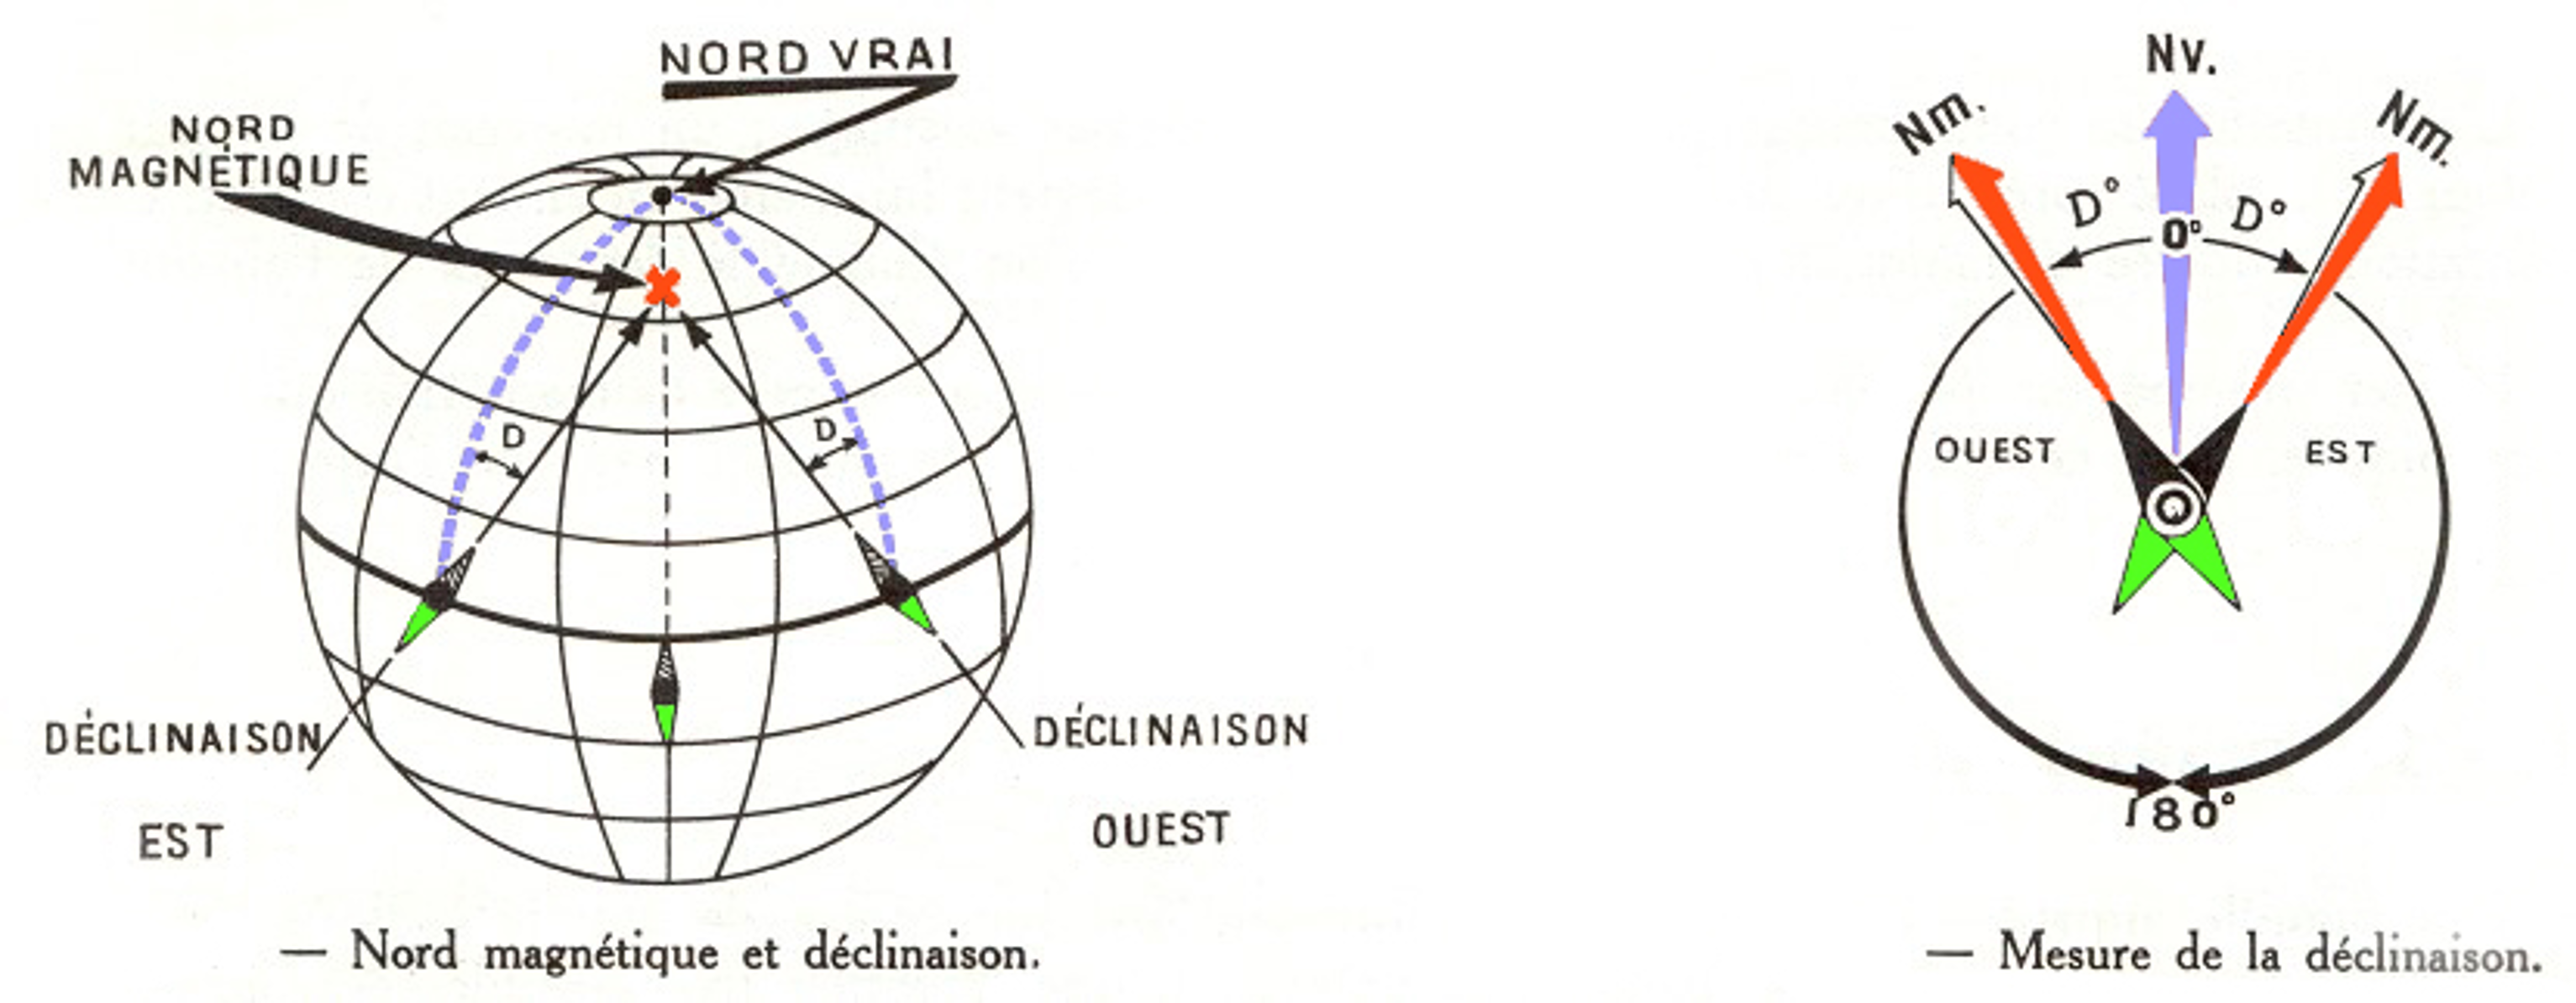 NORD VRAI
NORD
MAGNÉTIQUE
D
D
DÉCLINAISON
EST
DÉCLINAISON
OUEST
— Nord magnétique et déclinaison.
Nv.
Nm.
Nm.
D°
0°
D°
OUEST
EST
180°
— Mesure de la déclinaison.